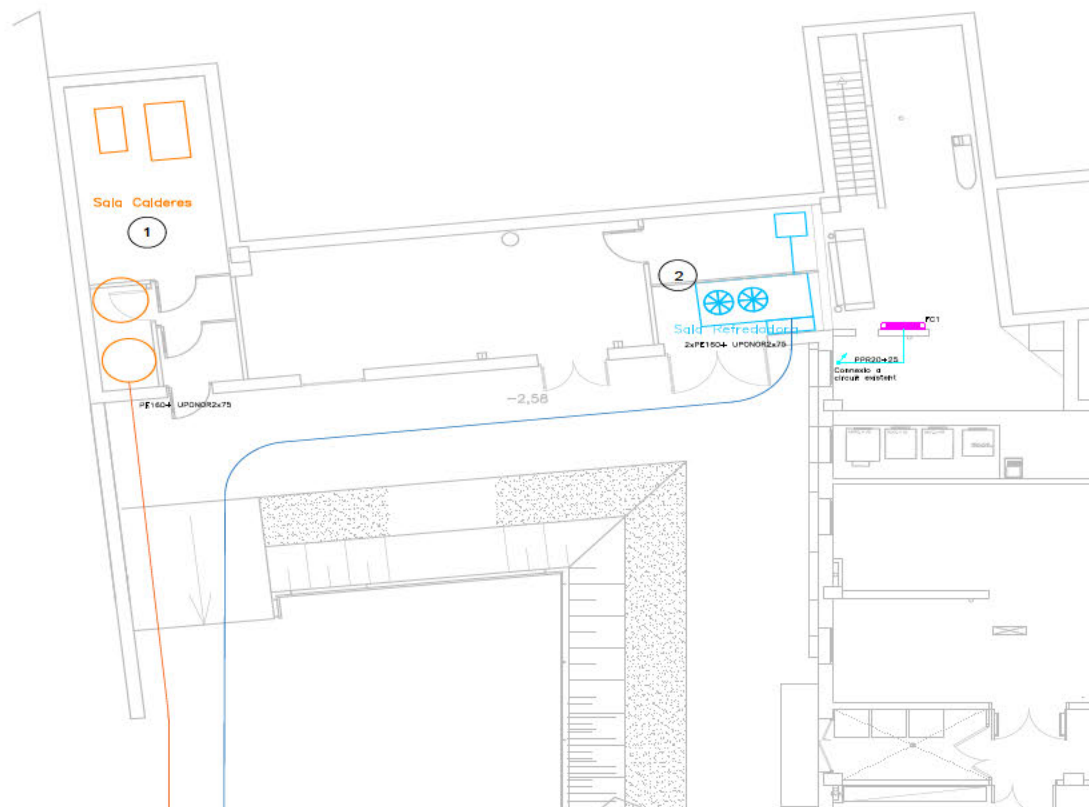 Sala Calderes
1
2
FC1
Sala Refredadora
2xPE160+ UPONOR2x75
PPR20+25
Connexio a
circuit existent
-2,58
PE160+ UPONOR2x75